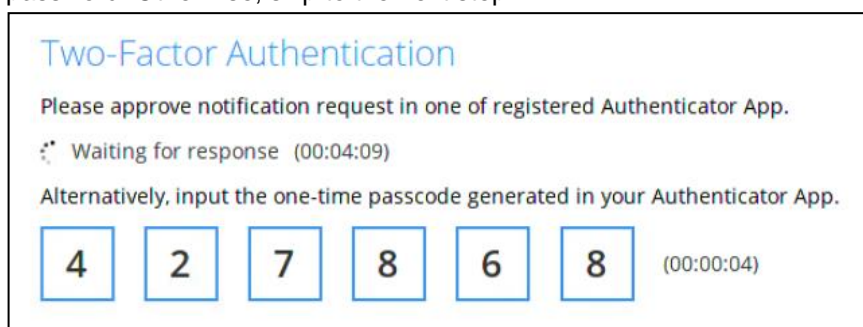 Two-Factor Authentication
Please approve notification request in one of registered Authenticator App.
Waiting for response (00:04:09)
Alternatively, input the one-time passcode generated in your Authenticator App.
4 2 7 8 6 8 (00:00:04)